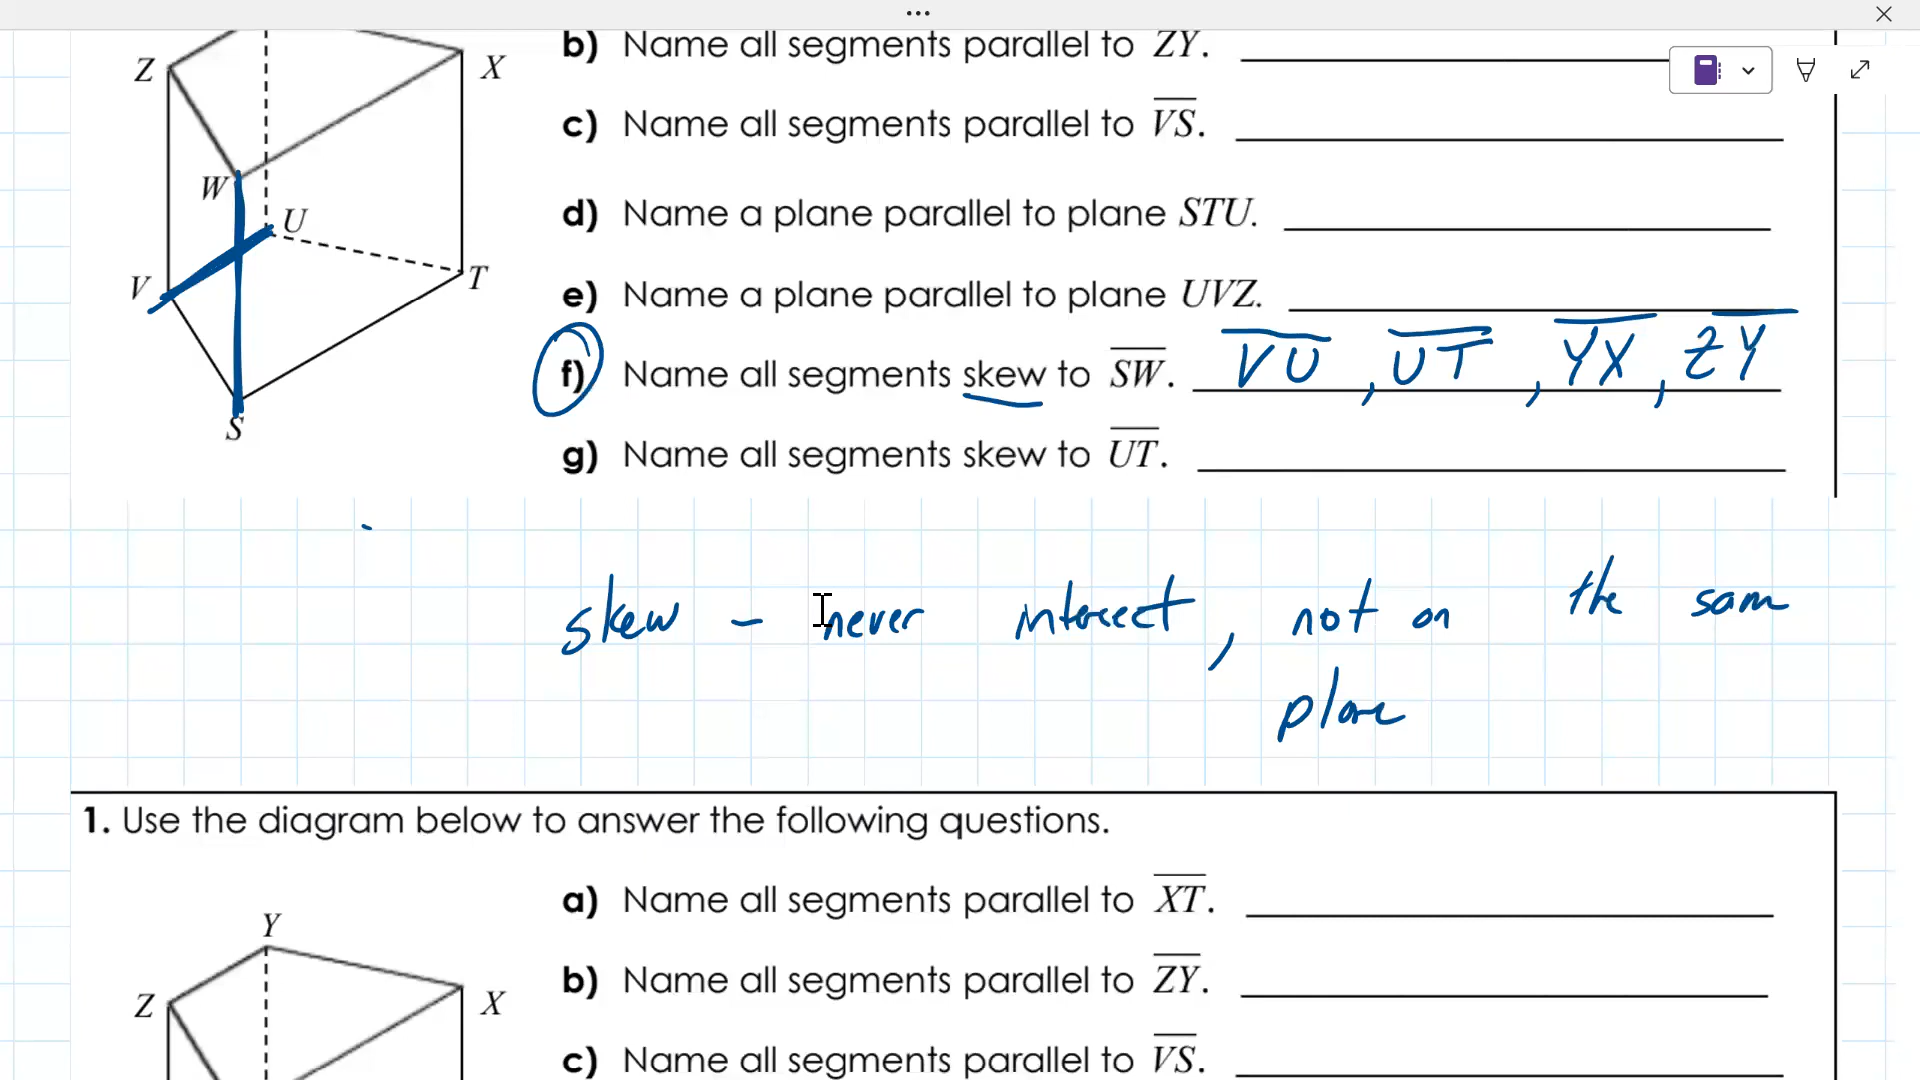 b) Name all segments parallel to ZY.
c) Name all segments parallel to VS.
d) Name a plane parallel to plane STU.
e) Name a plane parallel to plane UVZ.
f) Name all segments skew to SW. VU, UT, YX, ZY
g) Name all segments skew to UT.
Z
X
W
U
V
T
S
skew - never intersect, not on the sam
plane
1. Use the diagram below to answer the following questions.
a) Name all segments parallel to XT.
b) Name all segments parallel to ZY.
c) Name all segments parallel to VS.
Y
Z
X